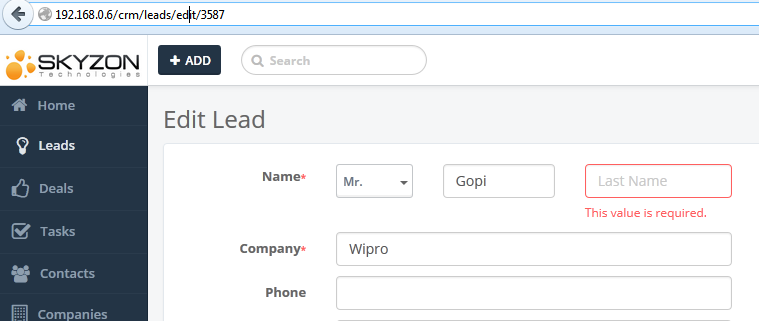 192.168.0.6/crm/leads/edit/3587
SKYZON
Technologies
+ ADD
Search
Home
Edit Lead
Leads
Name*
Mr.
Gopi
Last Name
Deals
This value is required.
Tasks
Company*
Wipro
Contacts
Phone
Companies